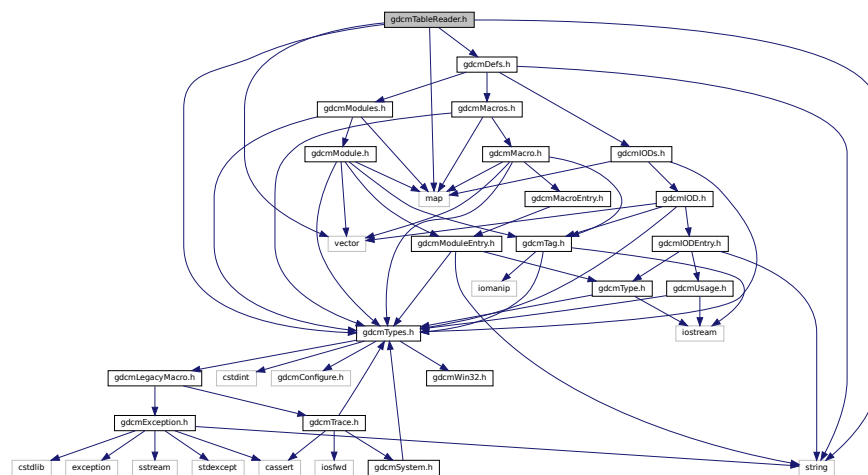 gdcmTableReader.h
gdcmDefs.h
gdcmModules.h
gdcmMacros.h
gdcmModule.h
gdcmMacro.h
gdcmIODs.h
map
gdcmMacroEntry.h
gdcmIOD.h
vector
gdcmModuleEntry.h
gdcmTag.h
gdcmIODEntry.h
iomanip
gdcmType.h
gdcmUsage.h
gdcmTypes.h
iostream
gdcmLegacyMacro.h
cstdint
gdcmConfigure.h
gdcmWin32.h
gdcmException.h
gdcmTrace.h
cstdlib
exception
sstream
stdexcept
cassert
iosfwd
gdcmSystem.h
string